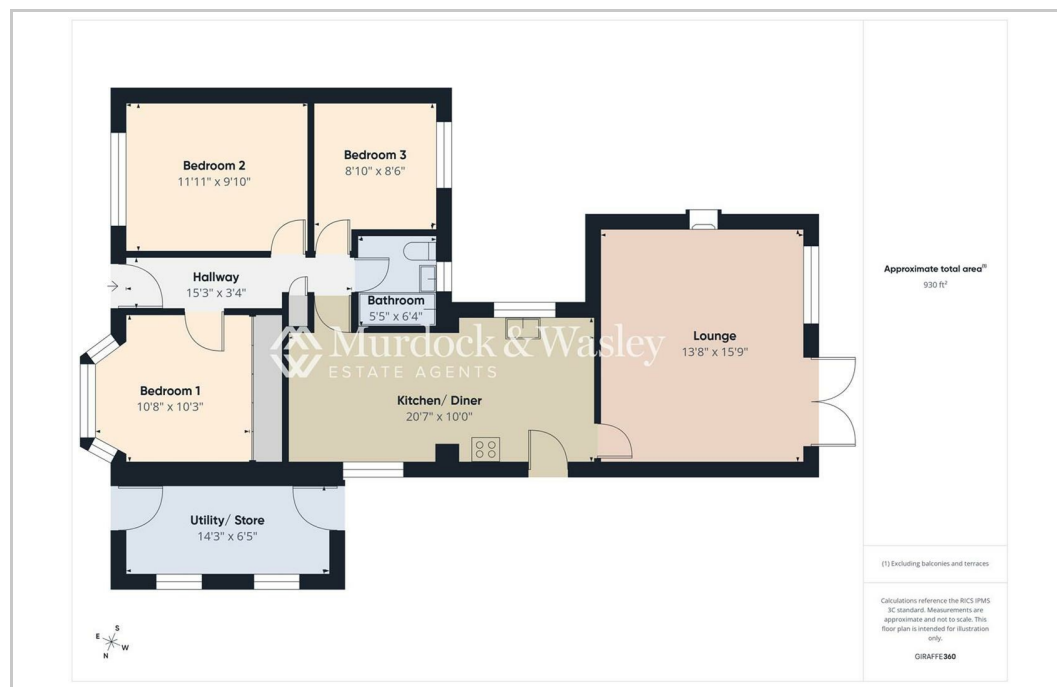 Bedroom 2
11'11" x 9'10"
Bedroom 3
8'10" x 8'6"
Hallway
15'3" x 3'4"
Bathroom
5'5" x 6'4"
Murdock & Wasley
ESTATE AGENTS
Lounge
13'8" x 15'9"
Bedroom 1
10'8" x 10'3"
Kitchen/ Diner
20'7" x 10'0"
Utility/ Store
14'3" x 6'5"
S
E
W
N
Approximate total area(1)
930 ft²
(1) Excluding balconies and terraces
Calculations reference the RICS IPMS
3C standard. Measurements are
approximate and not to scale. This
floor plan is intended for illustration
only.
GIRAFFE360